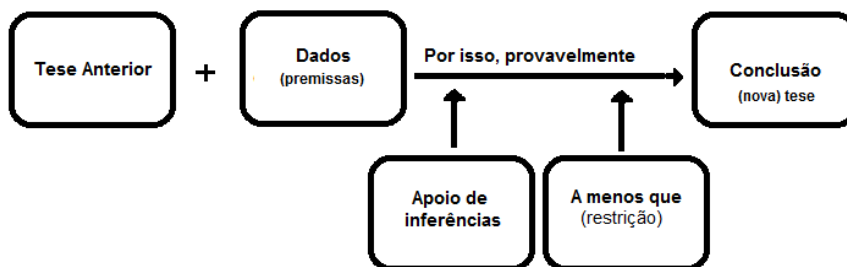 Tese Anterior
+
Dados
(premissas)
Por isso, provavelmente
Conclusão
(nova) tese
Apoio de
inferências
A menos que
(restrição)